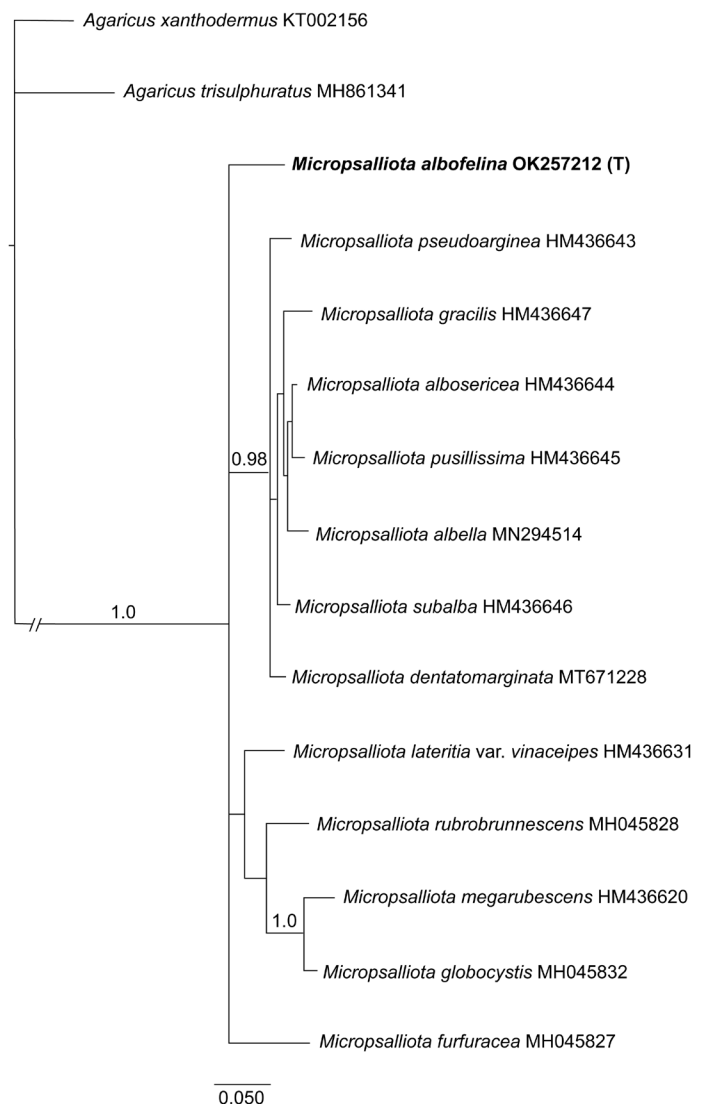 Agaricus xanthodermus KT002156
Agaricus trisulphuratus MH861341
Micropsalliota albofelina OK257212 (T)
Micropsalliota pseudoarginea HM436643
Micropsalliota gracilis HM436647
Micropsalliota albosericea HM436644
0.98
Micropsalliota pusillissima HM436645
Micropsalliota albella MN294514
Micropsalliota subalba HM436646
1.0
Micropsalliota dentatomarginata MT671228
Micropsalliota lateritia var. vinaceipes HM436631
Micropsalliota rubrobrunnescens MH045828
Micropsalliota megarubescens HM436620
1.0
Micropsalliota globocystis MH045832
Micropsalliota furfuracea MH045827
0.050